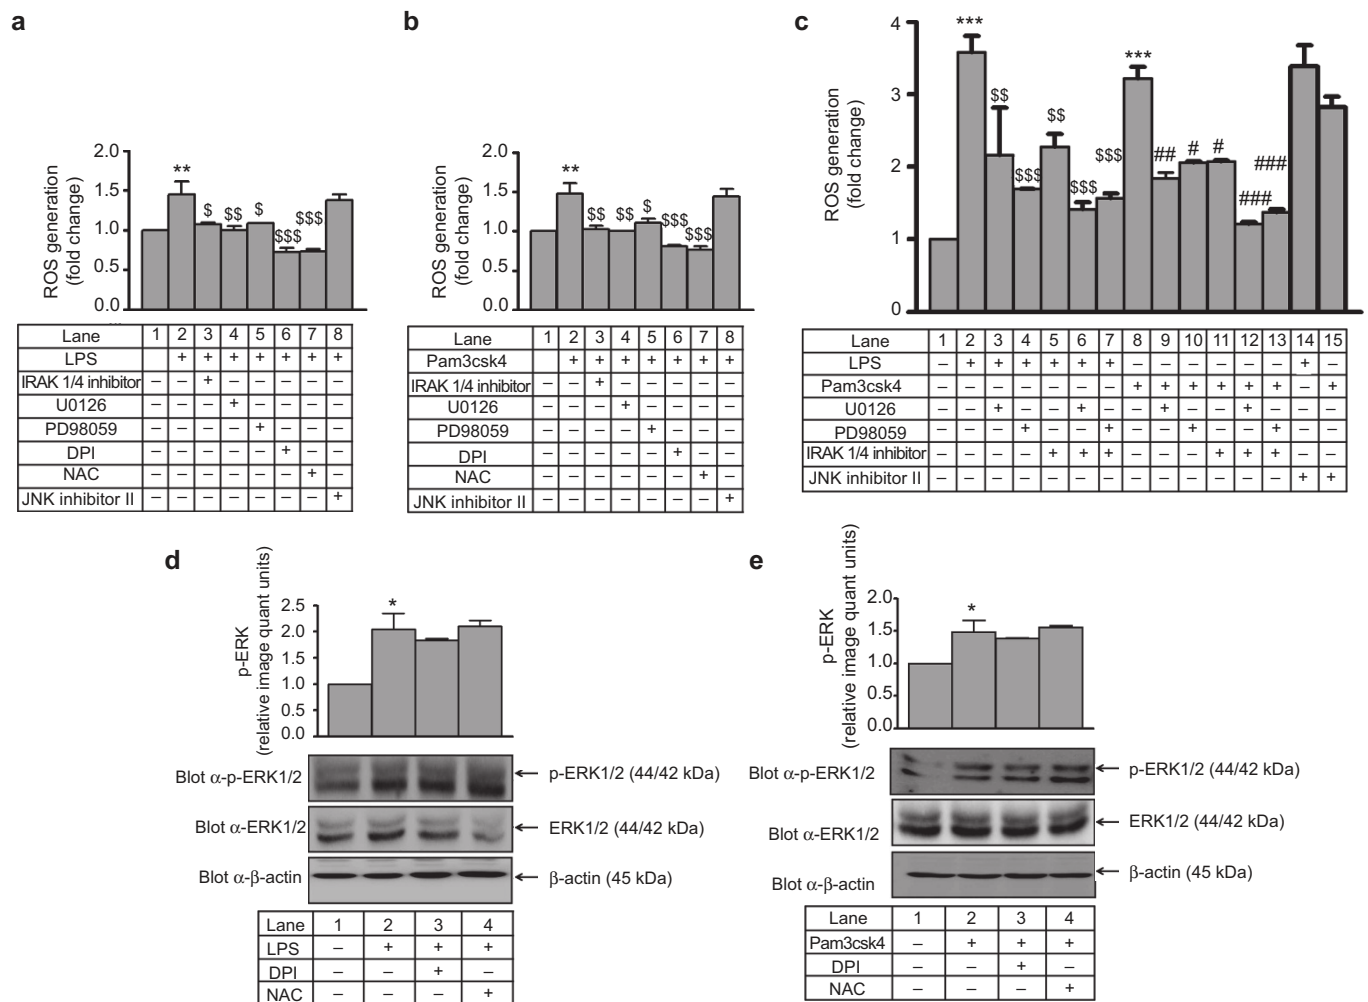 a
ROS generation
(fold change)
2.0
1.5
1.0
0.5
0.0
**
$
$$
$
$$$
$$$
Lane 1 2 3 4 5 6 7 8
LPS + + + + + + +
IRAK 1/4 inhibitor – – + – – – – –
U0126 – – – + – – – –
PD98059 – – – – + – – –
DPI – – – – – + – –
NAC – – – – – – + –
JNK inhibitor II – – – – – – – +
b
ROS generation
(fold change)
2.0
1.5
1.0
0.5
0.0
**
$$
$$
$
$$$
$$$
Lane 1 2 3 4 5 6 7 8
Pam3csk4 – + + + + + + +
IRAK 1/4 inhibitor – – + – – – – –
U0126 – – – + – – – –
PD98059 – – – – + – – –
DPI – – – – – + – –
NAC – – – – – – + –
JNK inhibitor II – – – – – – – +
c
ROS generation
(fold change)
4
3
2
1
0
***
$$
$$$
$$
$$$
$$$
***
##
#
#
###
###
Lane 1 2 3 4 5 6 7 8 9 10 11 12 13 14 15
LPS – + + + + + + – – – – – – + –
Pam3csk4 – – – – – – – + + + + + + – +
U0126 – – + – – + – – + – – + – – –
PD98059 – – – + – – + – – + – – + – –
IRAK 1/4 inhibitor – – – – + + + – – – + + + – –
JNK inhibitor II – – – – – – – – – – – – – + +
d
p-ERK
(relative image quant units)
2.5
2.0
1.5
1.0
0.5
0.0
*
Blot α-p-ERK1/2
p-ERK1/2 (44/42 kDa)
Blot α-ERK1/2
ERK1/2 (44/42 kDa)
Blot α-β-actin
β-actin (45 kDa)
Lane 1 2 3 4
LPS – + + +
DPI – – + –
NAC – – – +
e
p-ERK
(relative image quant units)
2.0
1.5
1.0
0.5
0.0
*
Blot α-p-ERK1/2
p-ERK1/2 (44/42 kDa)
Blot α-ERK1/2
ERK1/2 (44/42 kDa)
Blot α-β-actin
β-actin (45 kDa)
Lane 1 2 3 4
Pam3csk4 – + + +
DPI – – + –
NAC – – – +